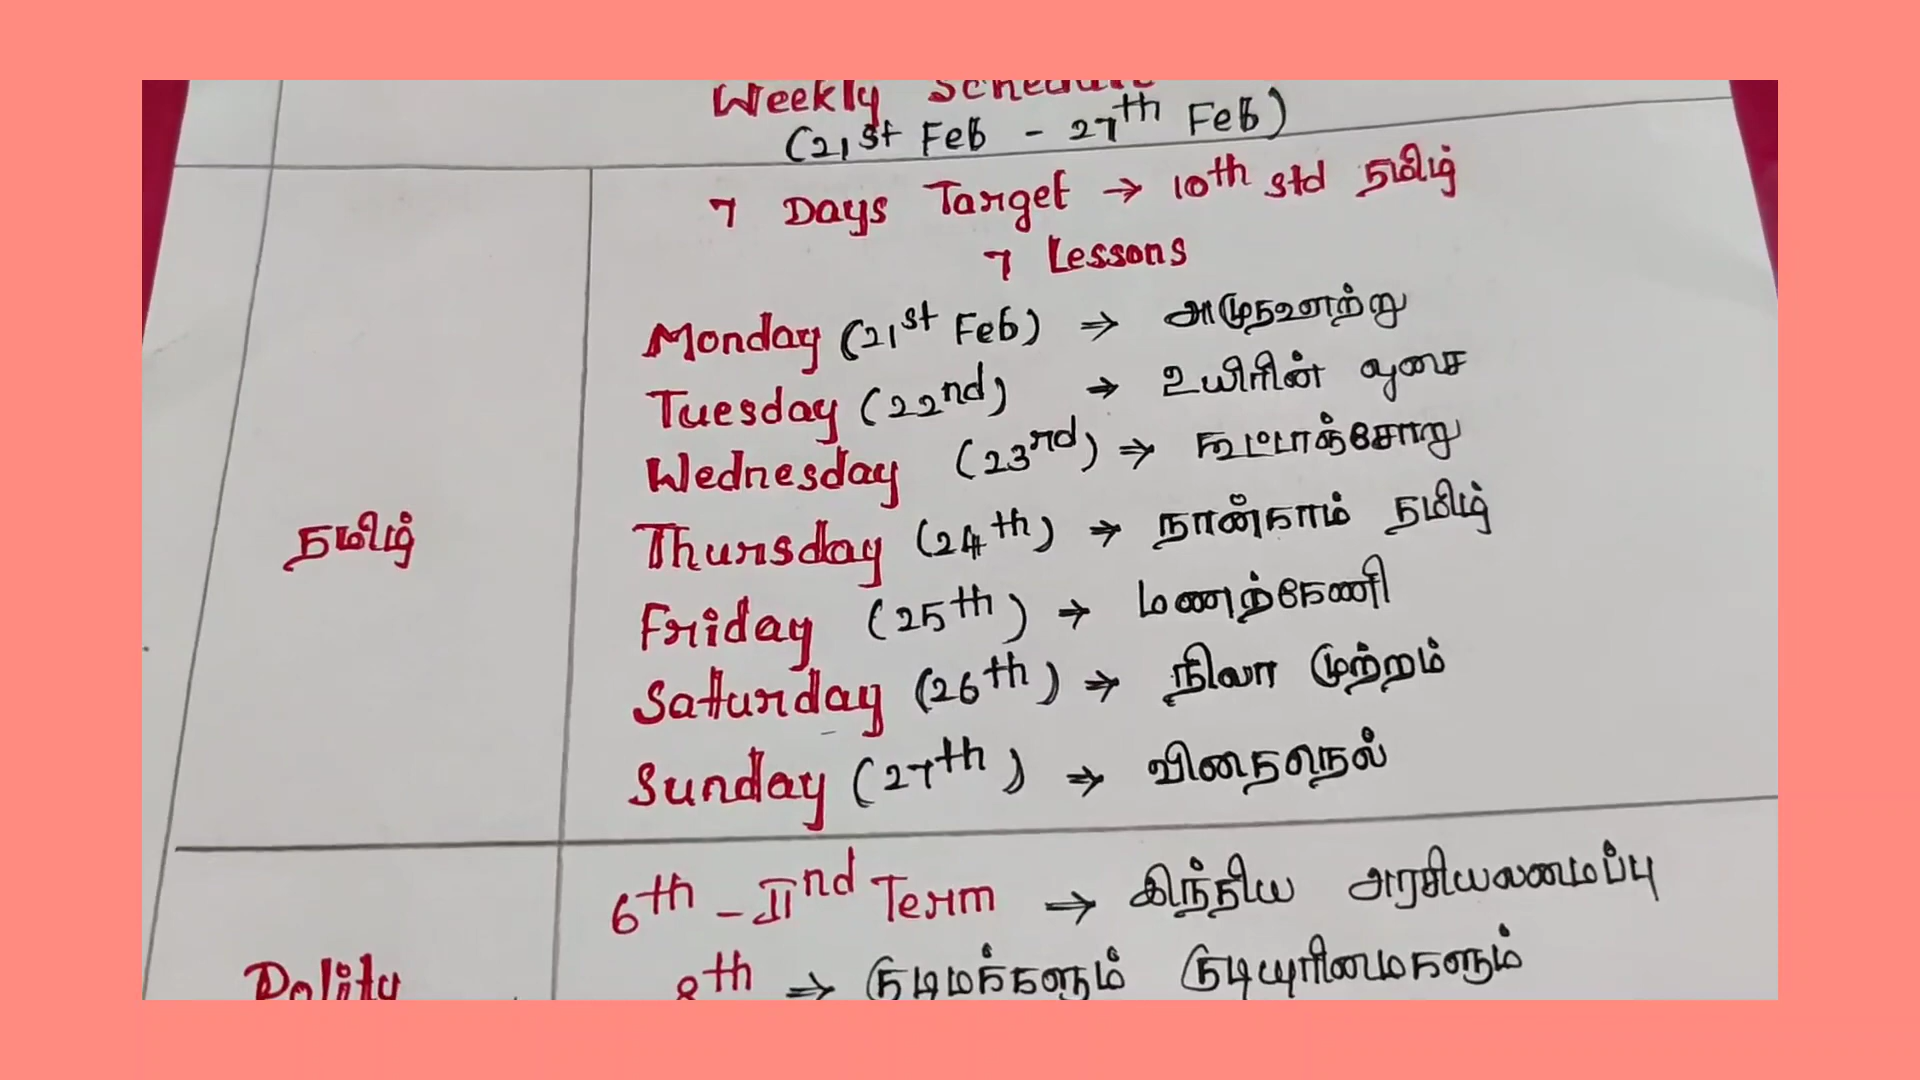 Weekly Schedule
(21st Feb - 27th Feb)
7 Days Target → 10th std தமிழ்
7 Lessons
Monday (21st Feb) ⇒ அமுதஊற்று
Tuesday (22nd) ⇒ உயிரின் ஓசை
Wednesday (23rd) ⇒ கூட்டாஞ்சோறு
Thursday (24th) ⇒ நான்காம் தமிழ்
Friday (25th) ⇒ மணற்கேணி
Saturday (26th) ⇒ நிலா முற்றம்
Sunday (27th) ⇒ விதைநெல்
தமிழ்
6th - IInd Term → இந்திய அரசியலமைப்பு
Polity
8th ⇒ குடிமக்களும் குடியுரிமைகளும்